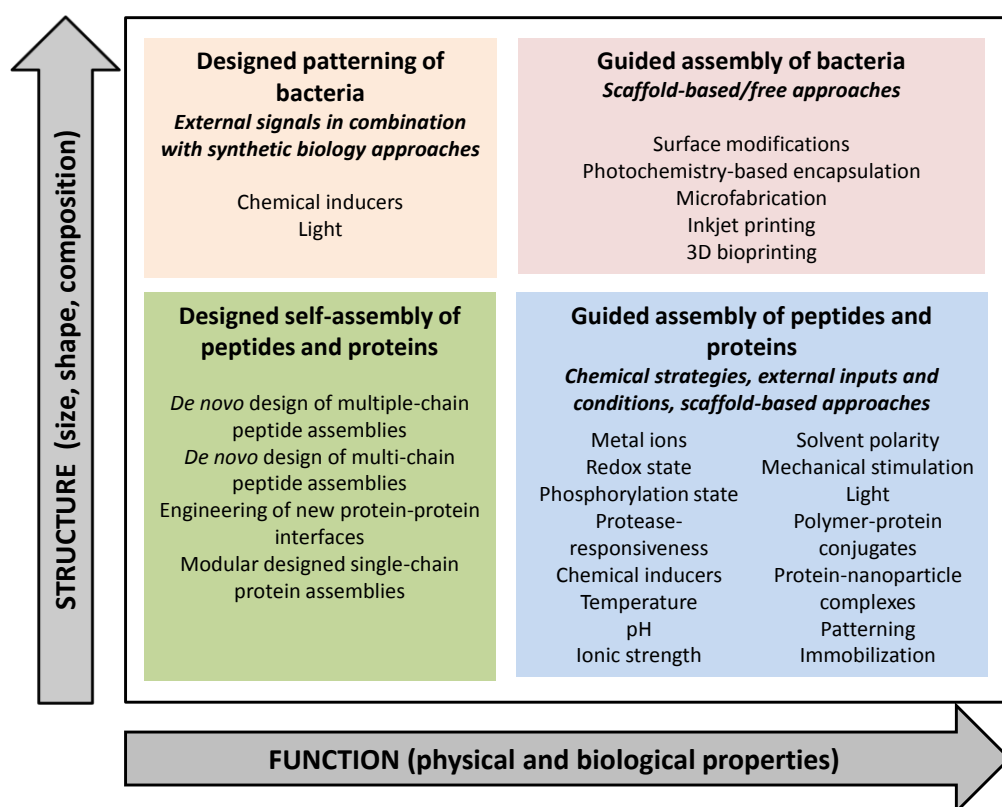 STRUCTURE (size, shape, composition)
Designed patterning of
bacteria
External signals in combination
with synthetic biology approaches
Chemical inducers
Light
Guided assembly of bacteria
Scaffold-based/free approaches
Surface modifications
Photochemistry-based encapsulation
Microfabrication
Inkjet printing
3D bioprinting
Designed self-assembly of
peptides and proteins
De novo design of multiple-chain
peptide assemblies
De novo design of multi-chain
peptide assemblies
Engineering of new protein-protein
interfaces
Modular designed single-chain
protein assemblies
Guided assembly of peptides and
proteins
Chemical strategies, external inputs and
conditions, scaffold-based approaches
Metal ions
Redox state
Phosphorylation state
Protease-
responsiveness
Chemical inducers
Temperature
pH
Ionic strength
Solvent polarity
Mechanical stimulation
Light
Polymer-protein
conjugates
Protein-nanoparticle
complexes
Patterning
Immobilization
FUNCTION (physical and biological properties)